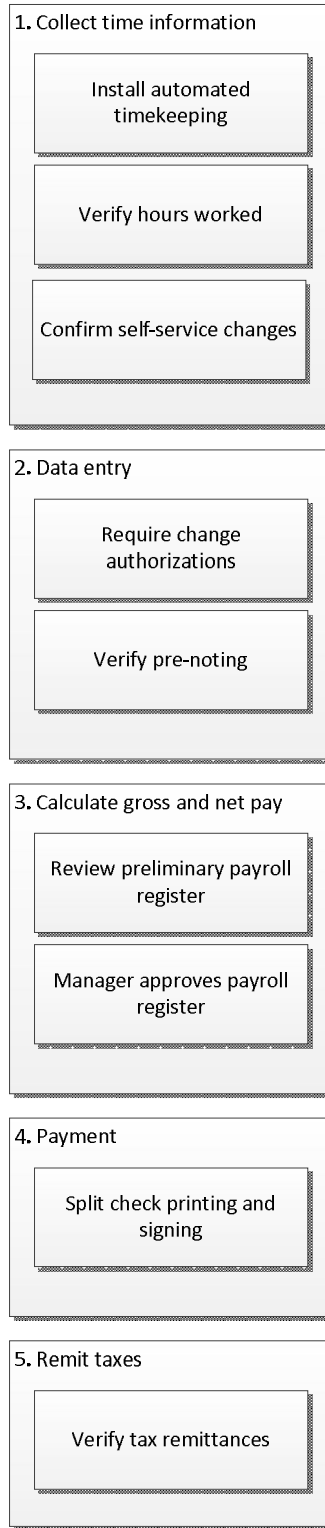 1. Collect time information
Install automated
timekeeping
Verify hours worked
Confirm self-service changes
2. Data entry
Require change
authorizations
Verify pre-noting
3. Calculate gross and net pay
Review preliminary payroll
register
Manager approves payroll
register
4. Payment
Split check printing and
signing
5. Remit taxes
Verify tax remittances